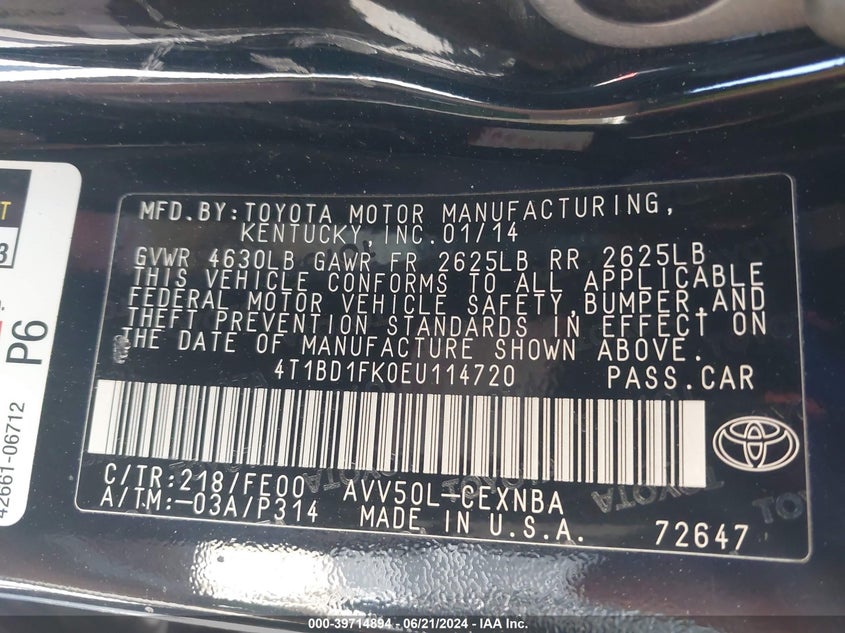 MFD.BY:TOYOTA MOTOR MANUFACTURING,
KENTUCKY, INC.01/14
GVWR 4630LB GAWR FR 2625LB RR 2625LB
THIS VEHICLE CONFORMS TO ALL APPLICABLE
FEDERAL MOTOR VEHICLE SAFETY,BUMPER,AND
THEFT PREVENTION STANDARDS IN EFFECT ON
THE DATE OF MANUFACTURE SHOWN ABOVE.
4T1BD1FK0EU114720 PASS.CAR
C/TR:218/FE00 AVV50L-CEXNBA
A/TM:-03A/P314 MADE IN U.S.A.
72647
P6
42661-06712
000-39714894 - 06/21/2024 - © IAA, Inc.